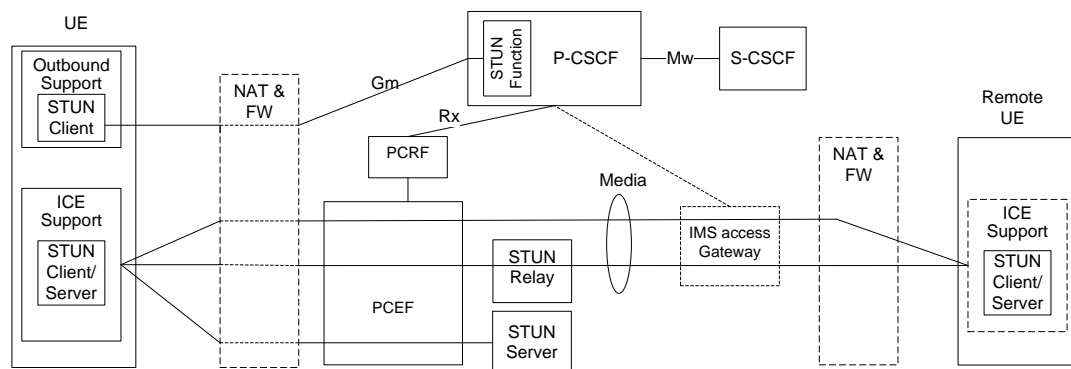 UE
Outbound
Support
STUN
Client
NAT &
FW
Gm
STUN
Function
P-CSCF
Mw
S-CSCF
Rx
PCRF
Remote
UE
NAT &
FW
Media
ICE
Support
STUN
Client/
Server
PCEF
STUN
Relay
STUN
Server
IMS access
Gateway
ICE
Support
STUN
Client/
Server